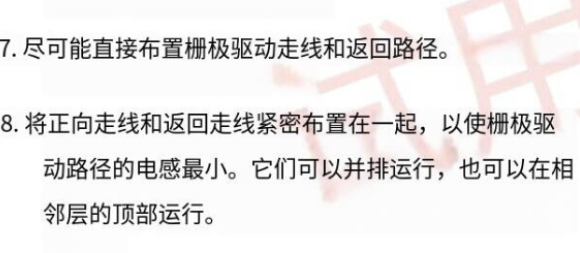 7. 尽可能直接布置栅极驱动走线和返回路径。
8. 将正向走线和返回走线紧密布置在一起，以使栅极驱
动路径的电感最小。它们可以并排运行，也可以在相
邻层的顶部运行。
试用